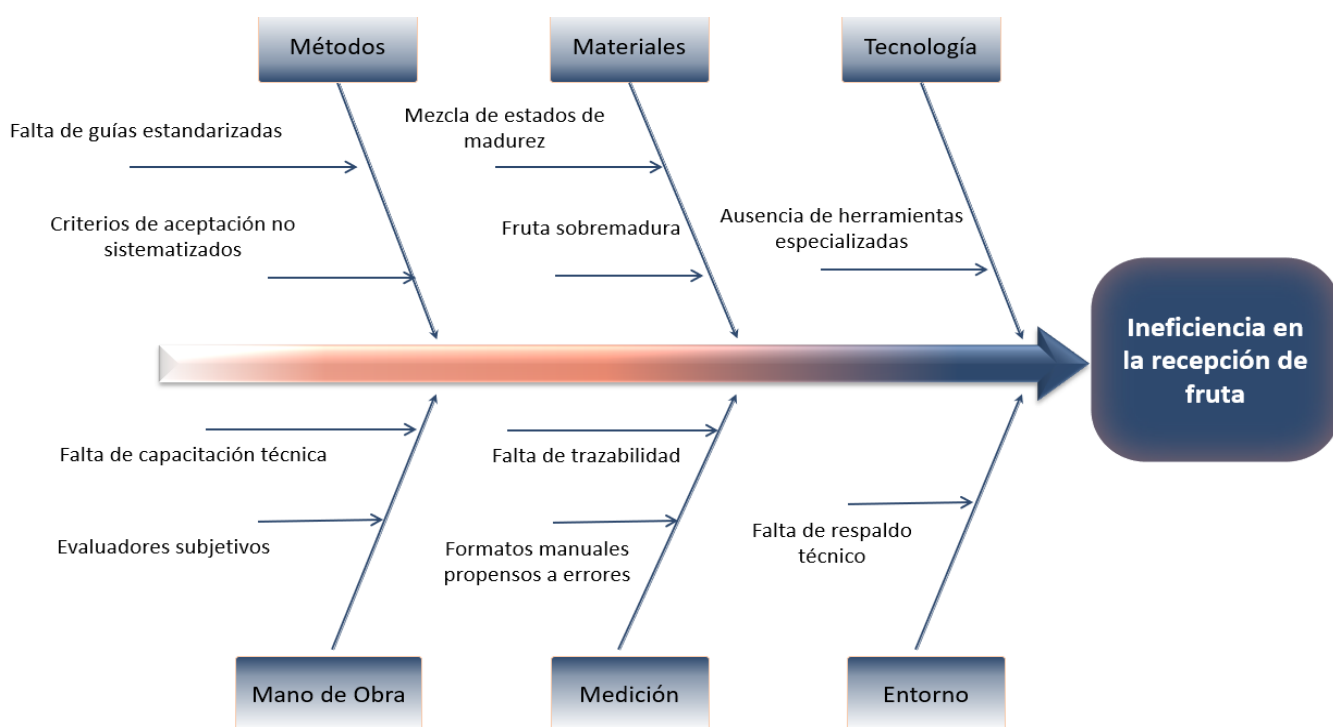 Métodos
Materiales
Tecnología
Falta de guías estandarizadas
Mezcla de estados de
madurez
Criterios de aceptación no
sistematizados
Fruta sobremadura
Ausencia de herramientas
especializadas
Ineficiencia en
la recepción de
fruta
Falta de capacitación técnica
Falta de trazabilidad
Evaluadores subjetivos
Formatos manuales
propensos a errores
Falta de respaldo
técnico
Mano de Obra
Medición
Entorno